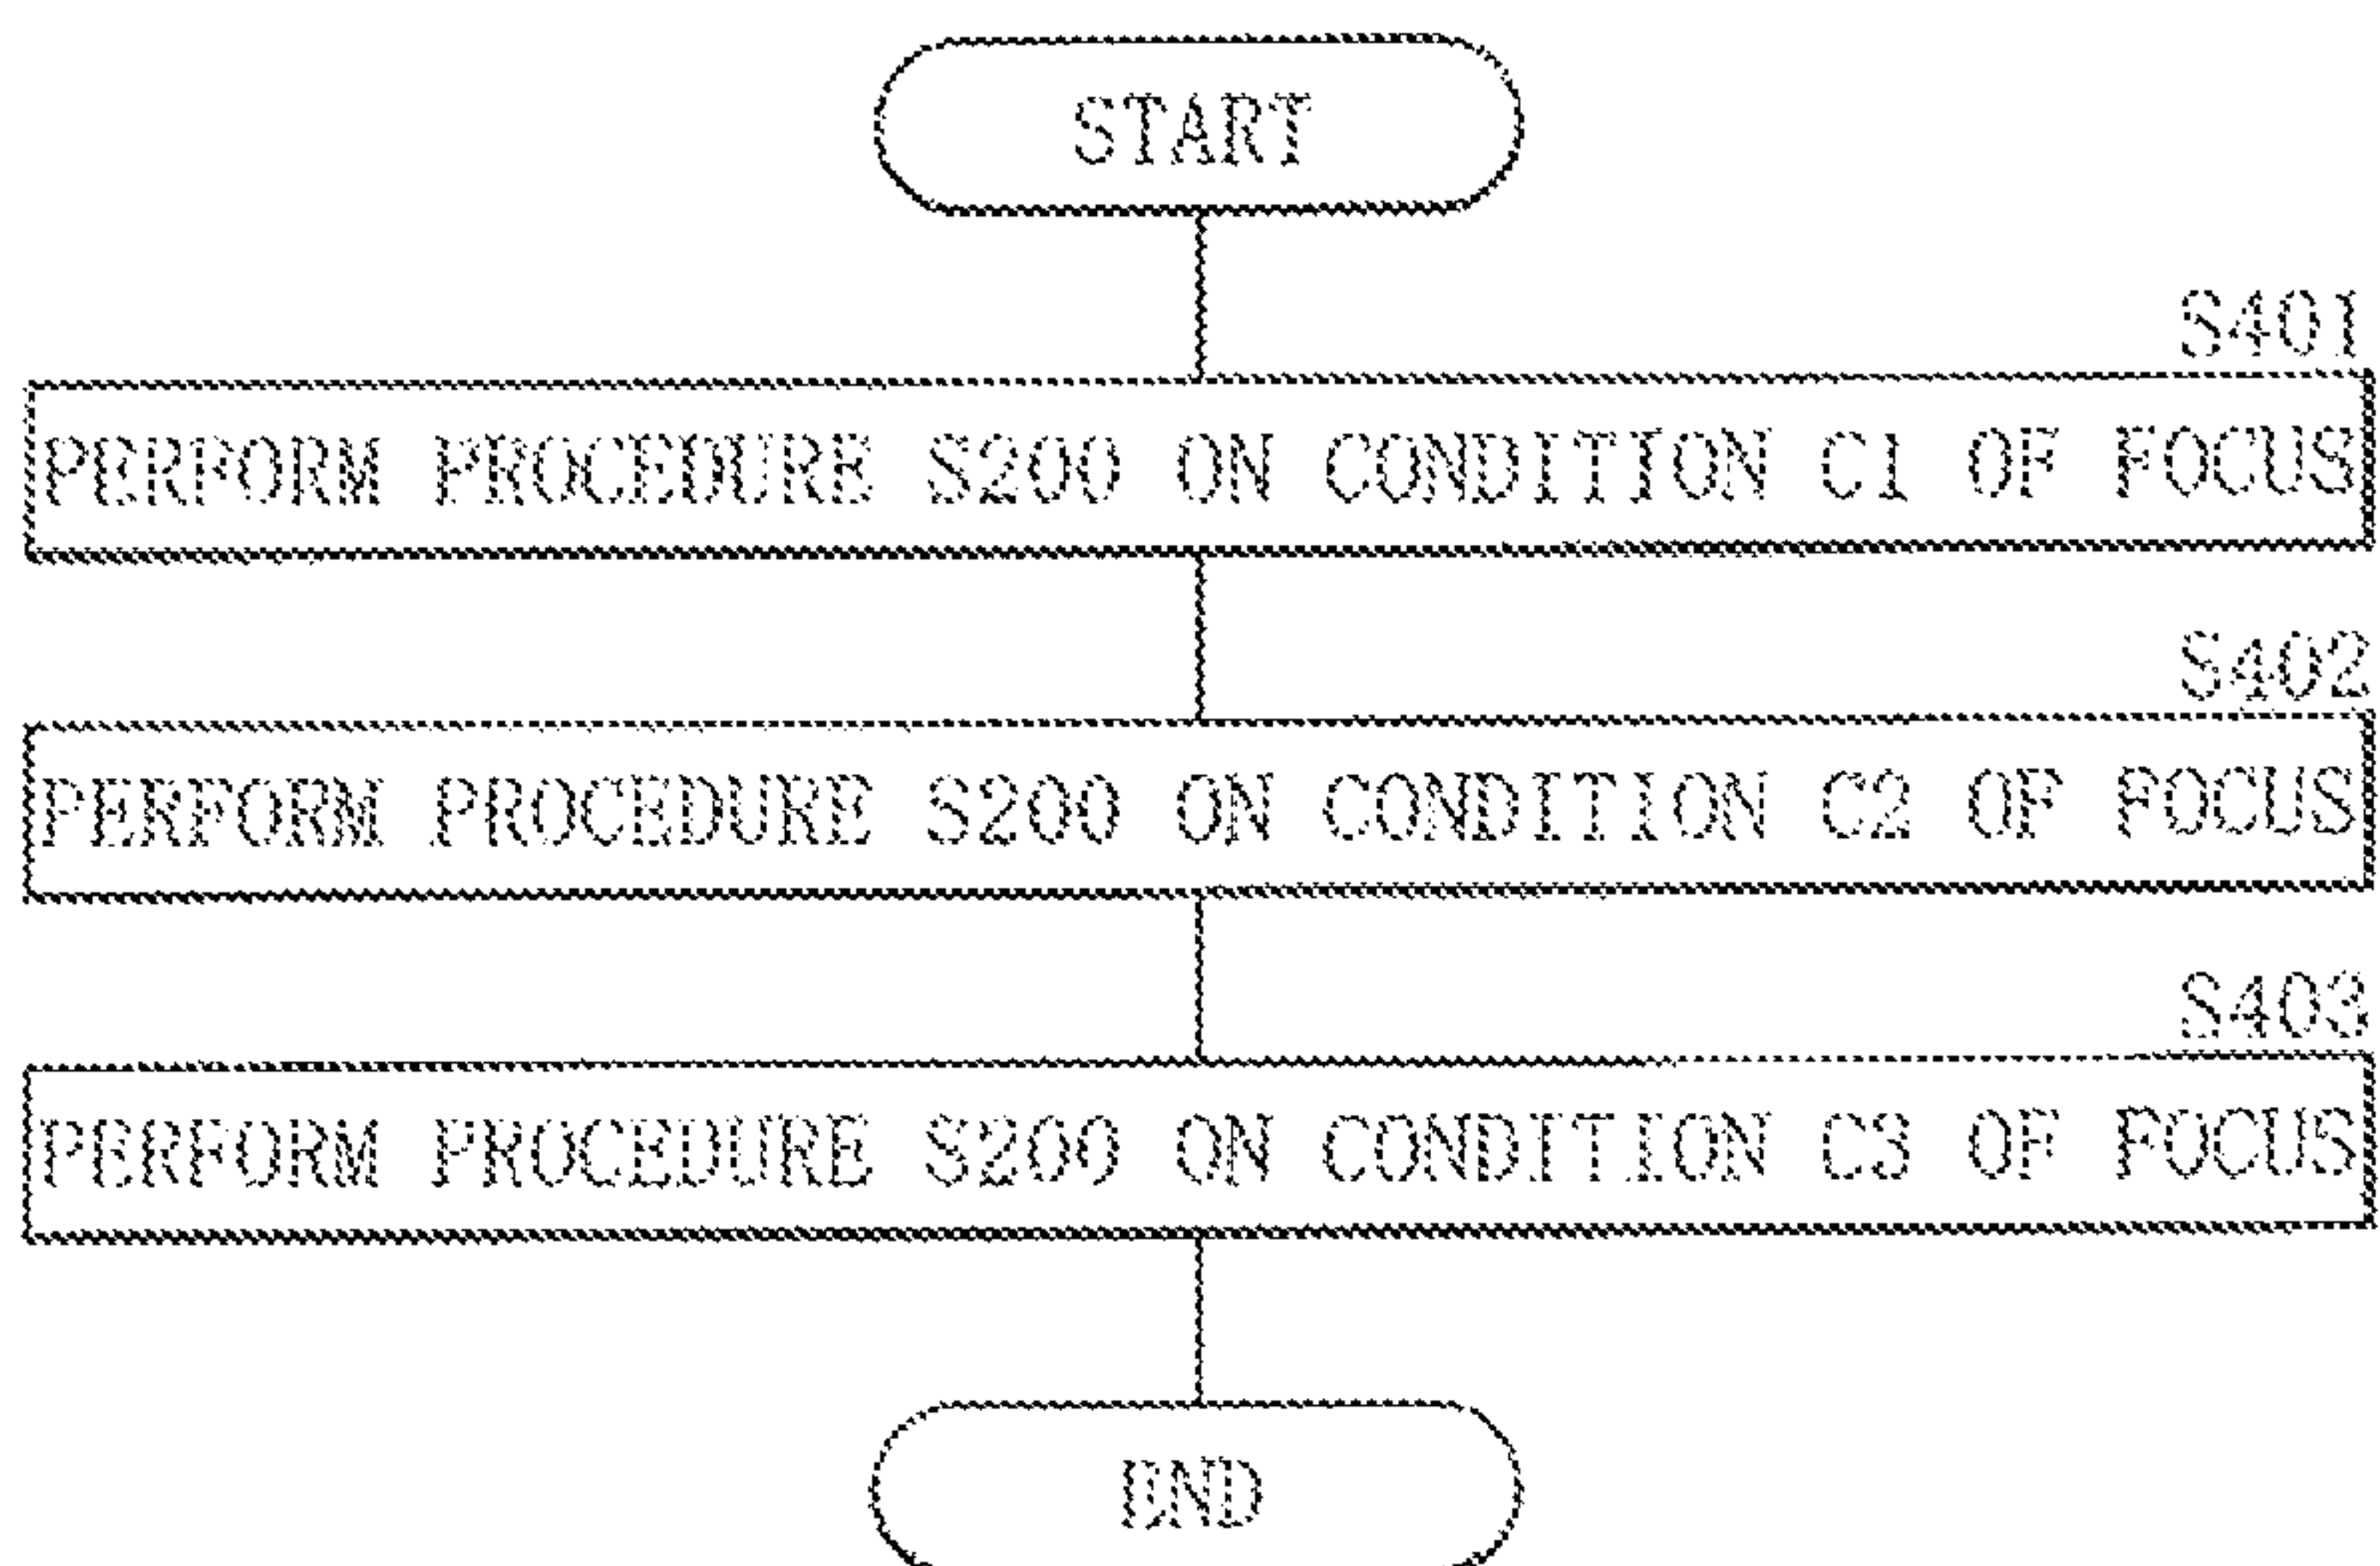 START
S401
PERFORM PROCEDURE S200 ON CONDITION C1 OF FOCUS
S402
PERFORM PROCEDURE S200 ON CONDITION C2 OF FOCUS
S403
PERFORM PROCEDURE S200 ON CONDITION C3 OF FOCUS
END